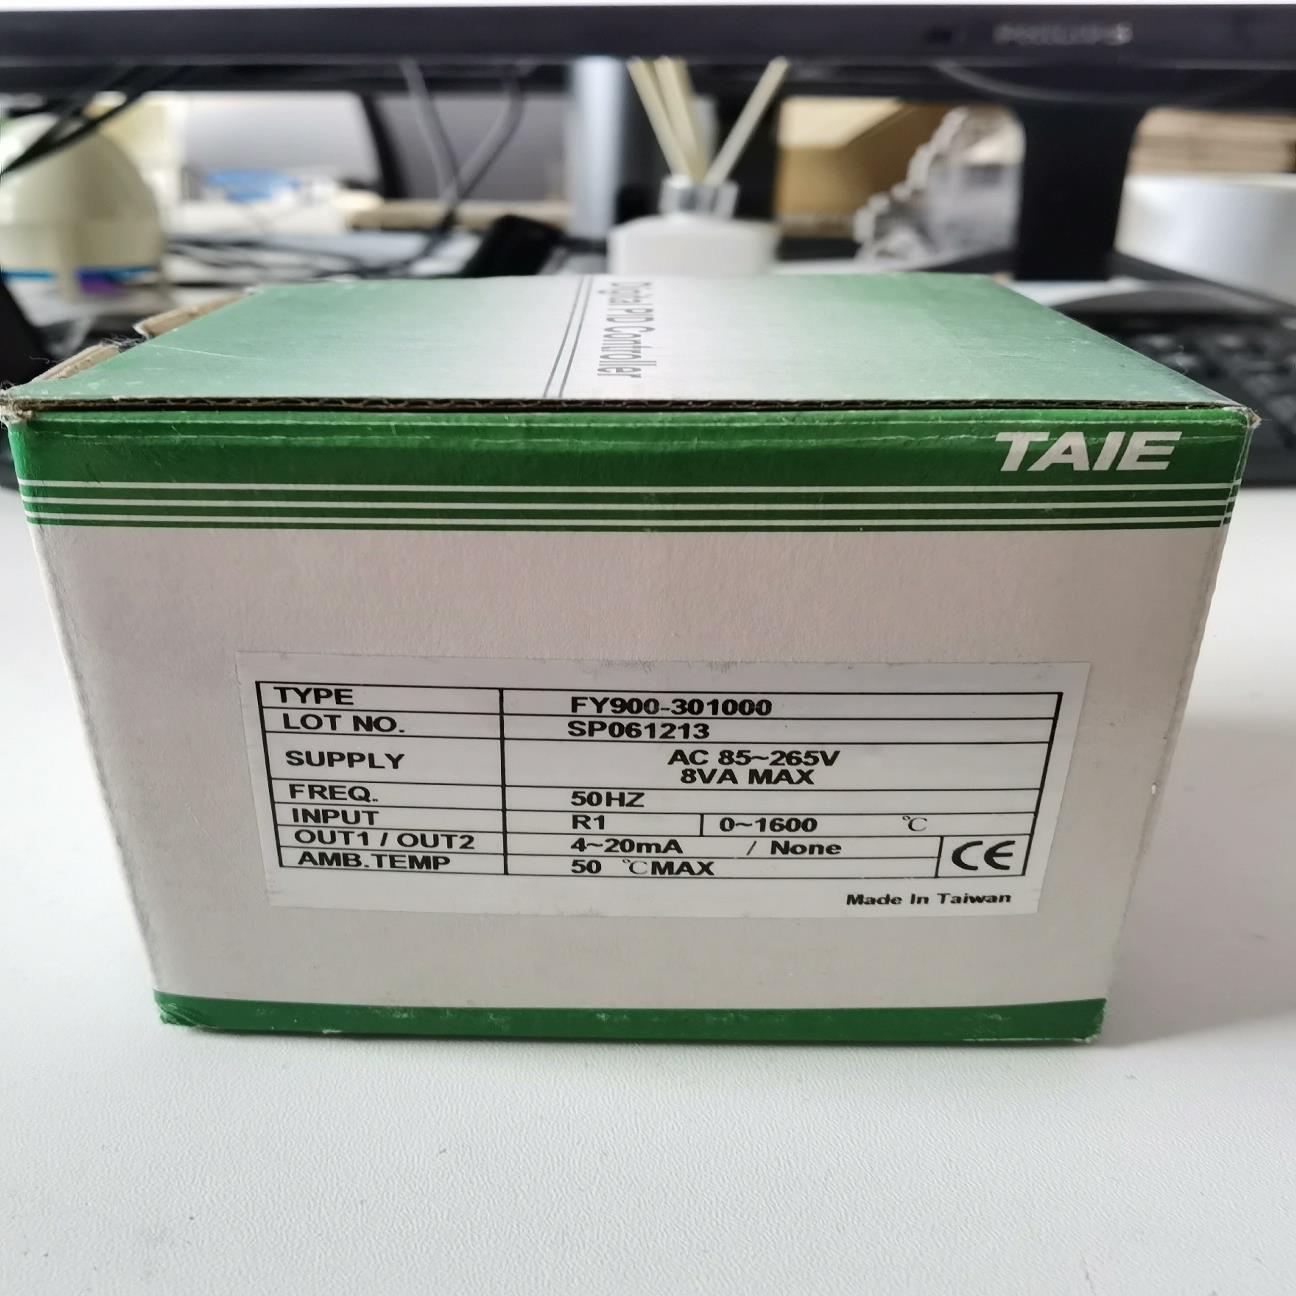 PHILIPS
Digital PID Controller
TAIE
TYPE FY900-301000
LOT NO. SP061213
SUPPLY AC 85~265V
8VA MAX
FREQ. 50HZ
INPUT R1 0~1600 ℃
OUT1 / OUT2 4~20mA / None
AMB.TEMP 50 ℃MAX
CE
Made In Taiwan